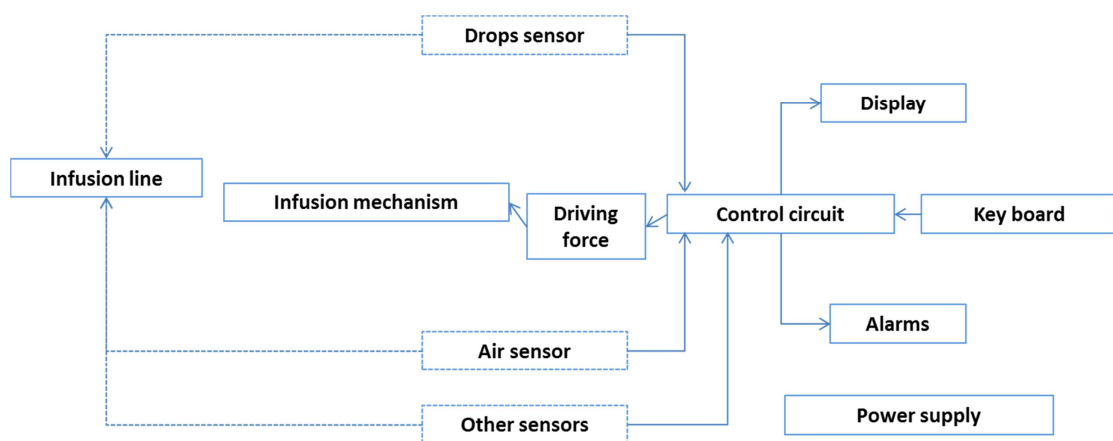 Drops sensor
Display
Infusion line
Infusion mechanism
Driving
force
Control circuit
Key board
Alarms
Air sensor
Power supply
Other sensors